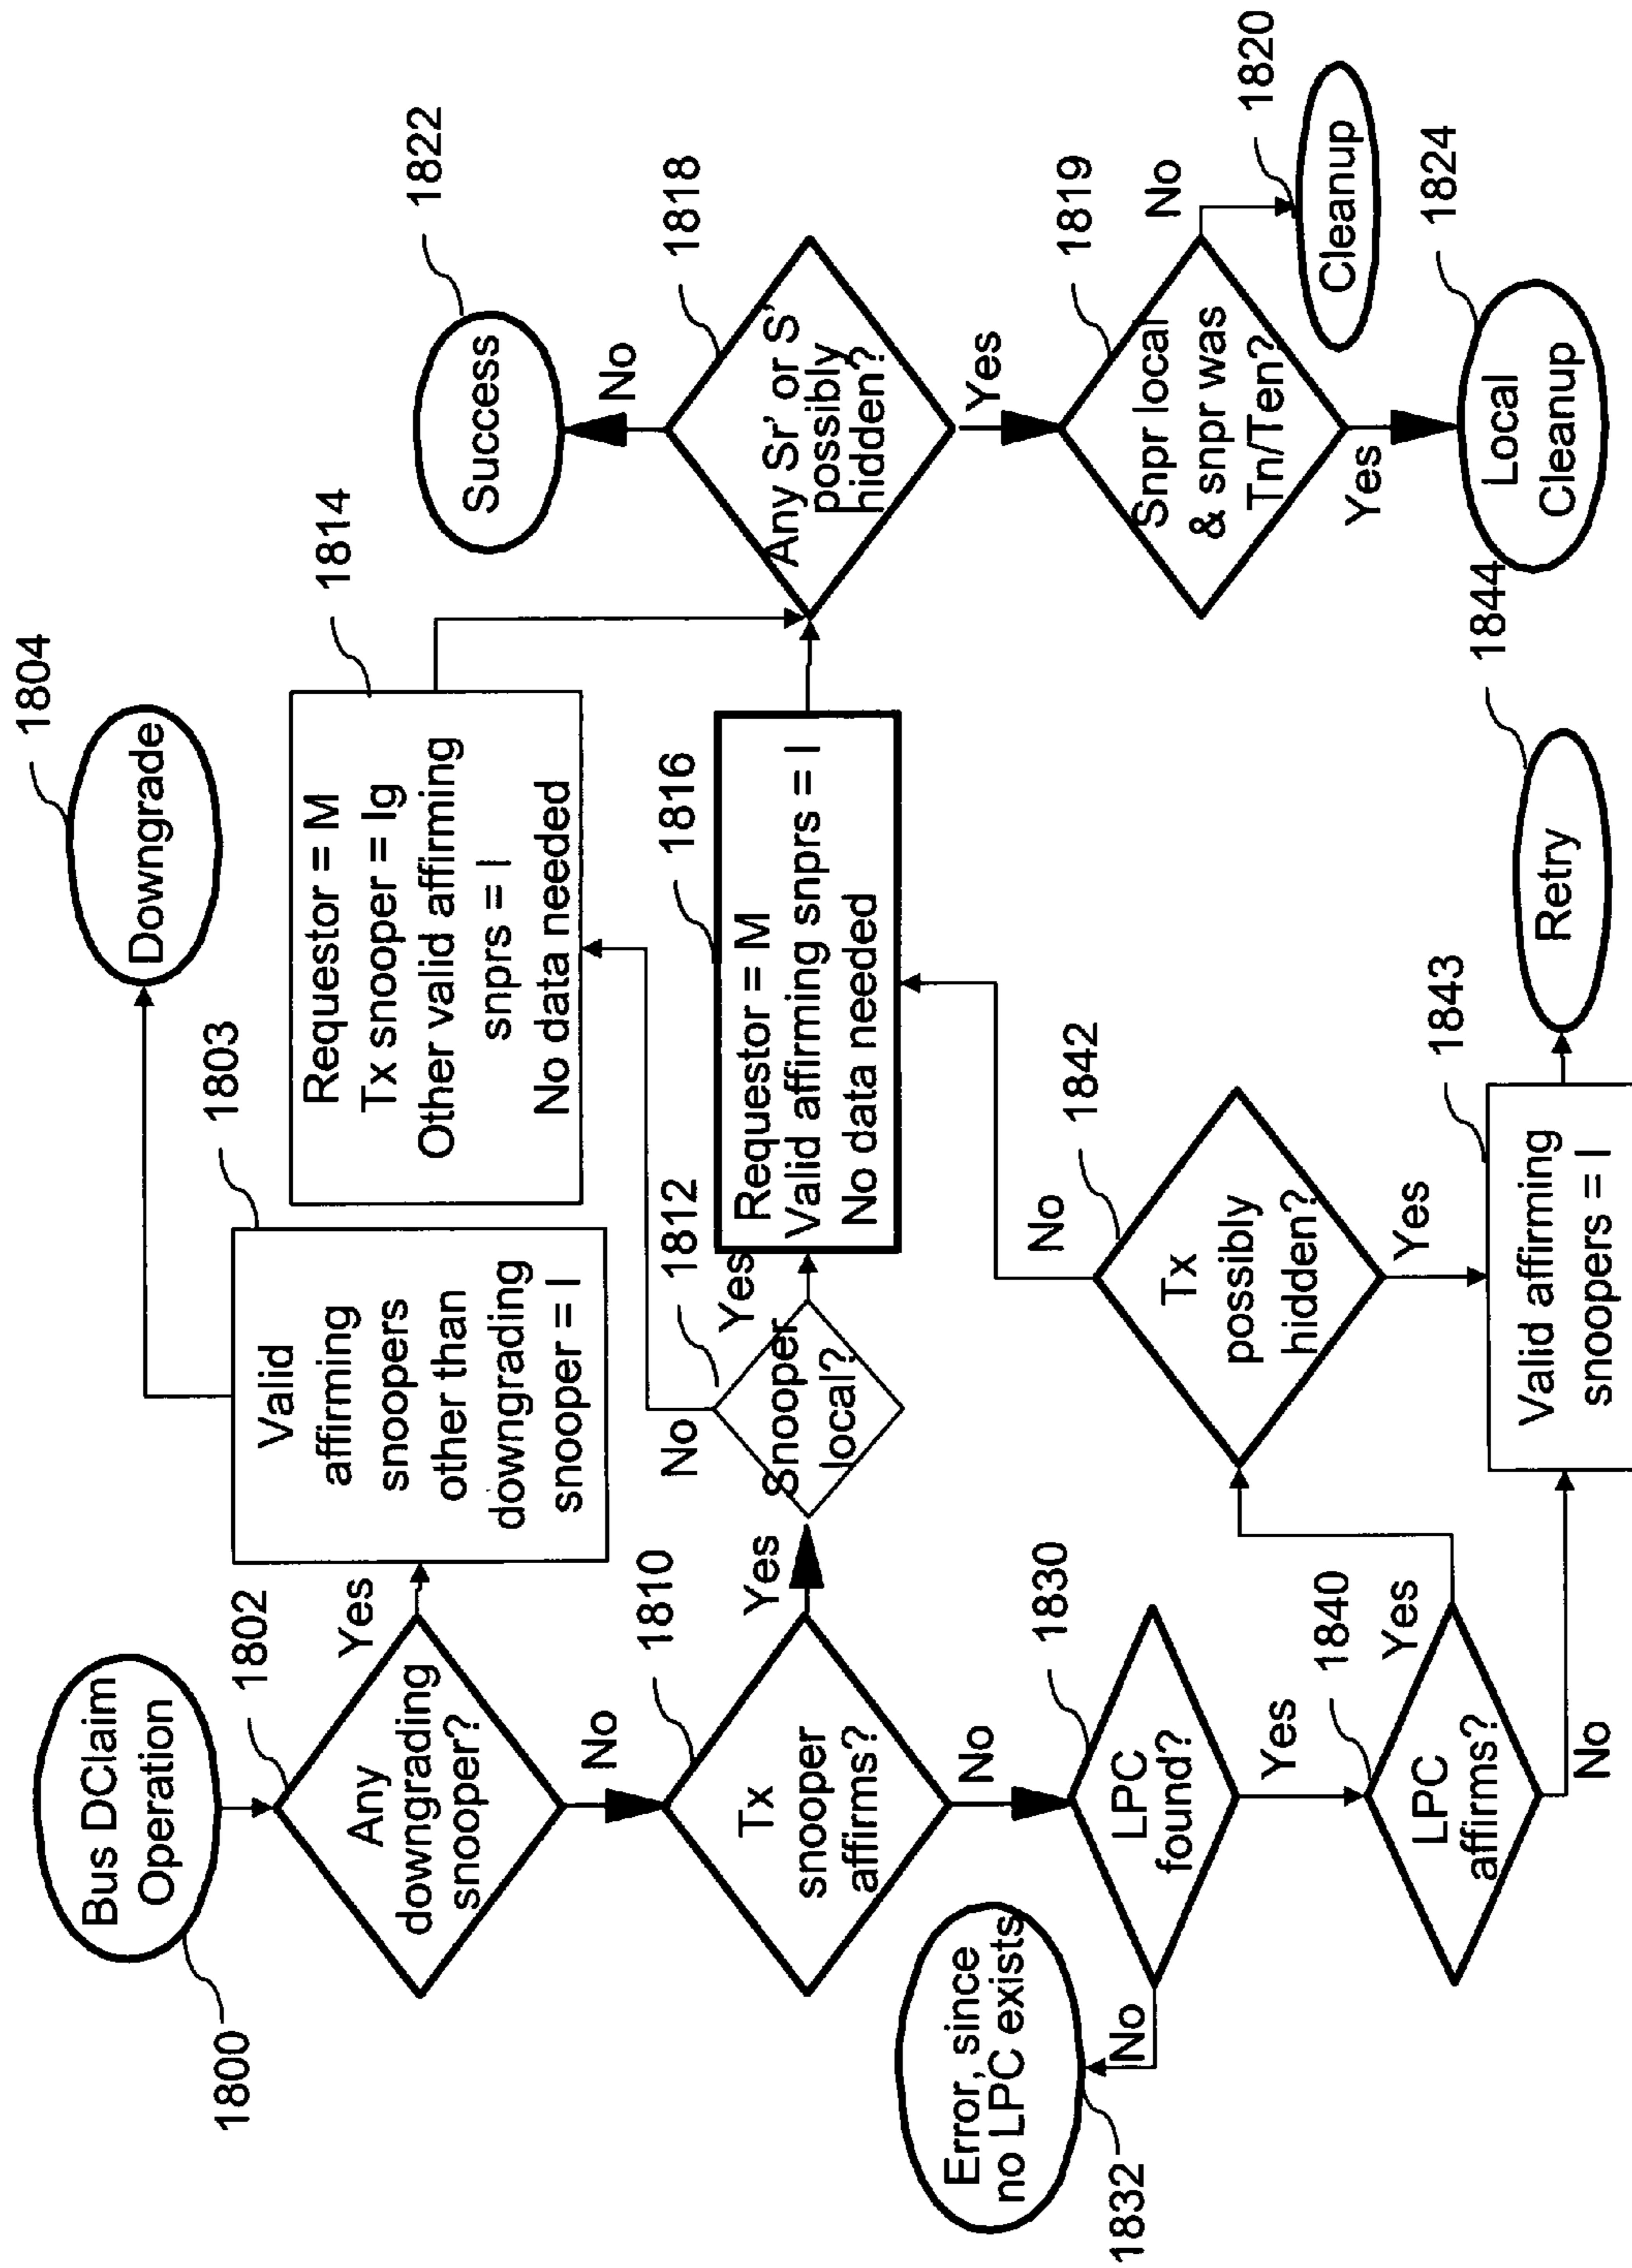 Bus DClaim
Operation
1800
Any
downgrading
snooper?
1802
Yes
No
Valid
affirming
snoopers
other than
downgrading
snooper = I
1803
Downgrade
1804
Tx
snooper
affirms?
1810
Yes
No
Snooper
local?
1812
No
Yes
Requestor = M
Tx snooper = Ig
Other valid affirming
snprs = I
No data needed
1814
Requestor = M
Valid affirming snprs = I
No data needed
1816
Any Sr' or S'
possibly
hidden?
1818
No
Yes
Success
1822
Snpr local
& snpr was
Tn/Ten?
1819
No
Yes
Cleanup
1820
Local
Cleanup
1824
LPC
found?
1830
No
Yes
Error, since
no LPC exists
1832
LPC
affirms?
1840
Yes
No
Tx
possibly
hidden?
1842
No
Yes
Valid affirming
snoopers = I
1843
Retry
1844